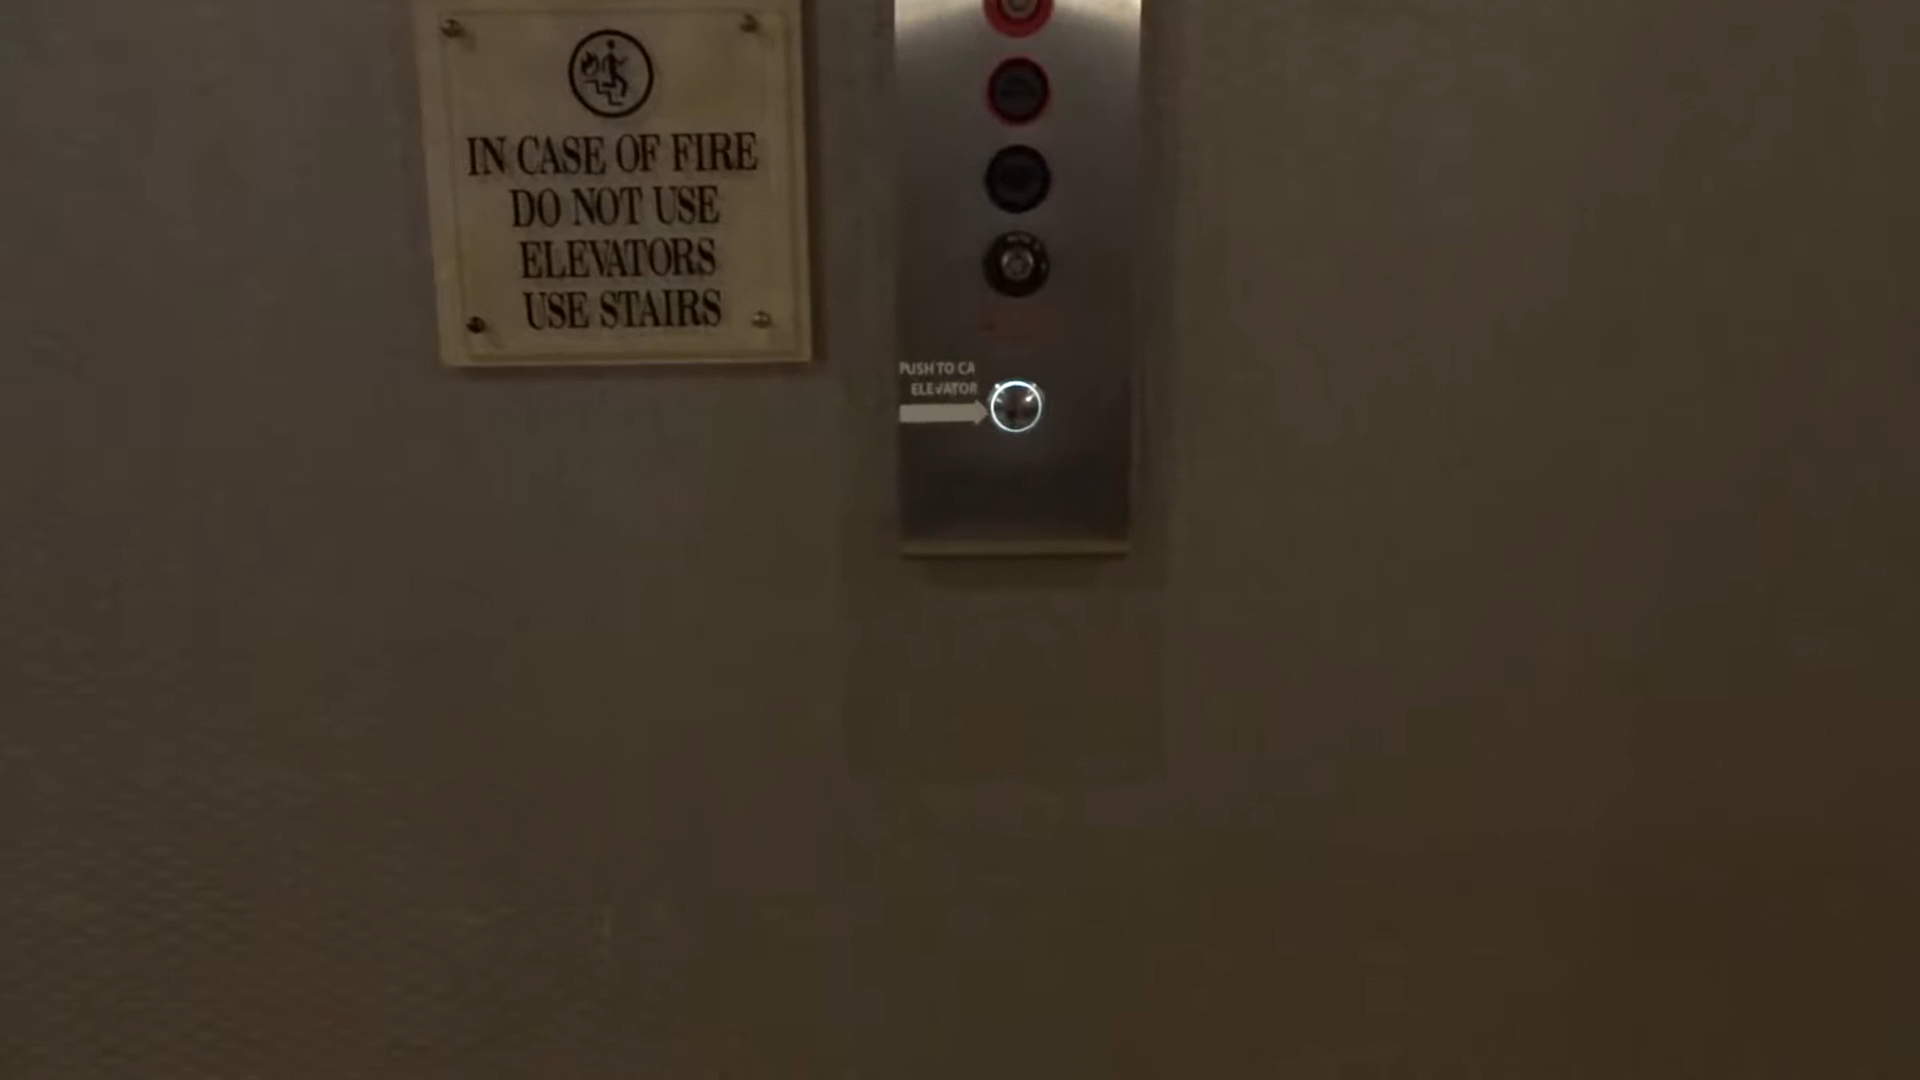 IN CASE OF FIRE
DO NOT USE
ELEVATORS
USE STAIRS
PUSH TO CA
ELEVATOR